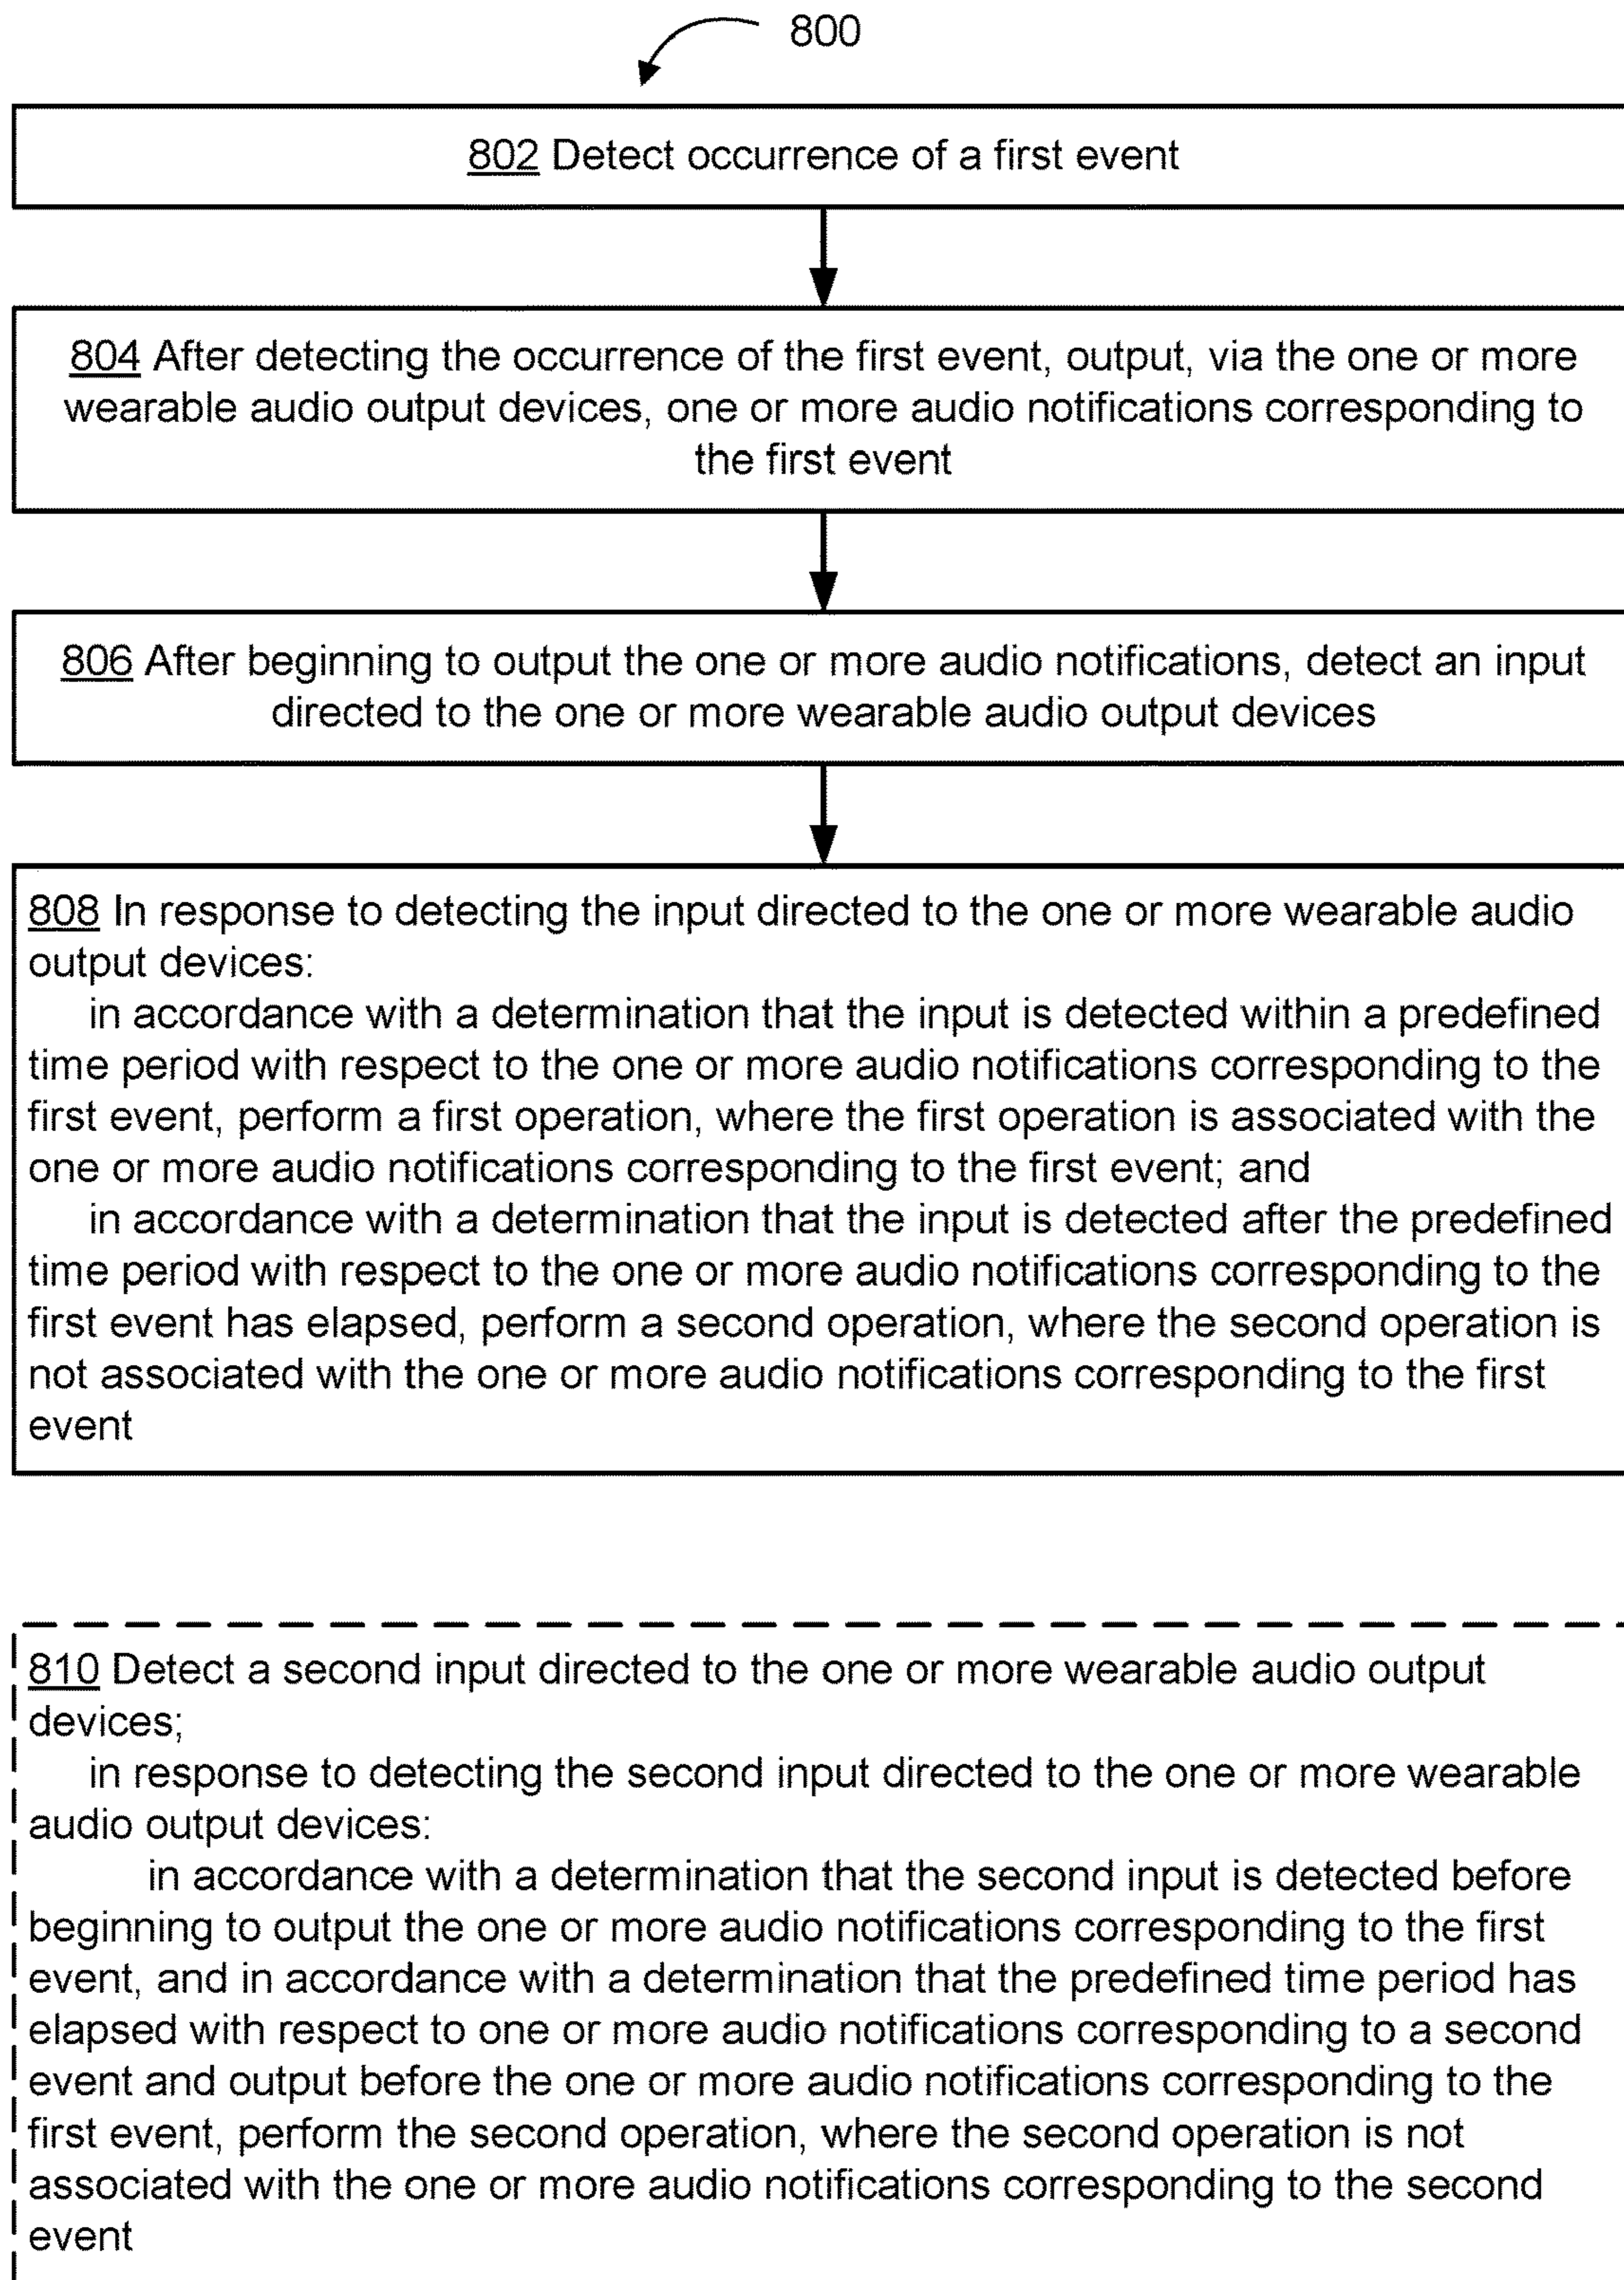 800
802 Detect occurrence of a first event
804 After detecting the occurrence of the first event, output, via the one or more
wearable audio output devices, one or more audio notifications corresponding to
the first event
806 After beginning to output the one or more audio notifications, detect an input
directed to the one or more wearable audio output devices
808 In response to detecting the input directed to the one or more wearable audio
output devices:
in accordance with a determination that the input is detected within a predefined
time period with respect to the one or more audio notifications corresponding to the
first event, perform a first operation, where the first operation is associated with the
one or more audio notifications corresponding to the first event; and
in accordance with a determination that the input is detected after the predefined
time period with respect to the one or more audio notifications corresponding to the
first event has elapsed, perform a second operation, where the second operation is
not associated with the one or more audio notifications corresponding to the first
event
810 Detect a second input directed to the one or more wearable audio output
devices;
in response to detecting the second input directed to the one or more wearable
audio output devices:
in accordance with a determination that the second input is detected before
beginning to output the one or more audio notifications corresponding to the first
event, and in accordance with a determination that the predefined time period has
elapsed with respect to one or more audio notifications corresponding to a second
event and output before the one or more audio notifications corresponding to the
first event, perform the second operation, where the second operation is not
associated with the one or more audio notifications corresponding to the second
event